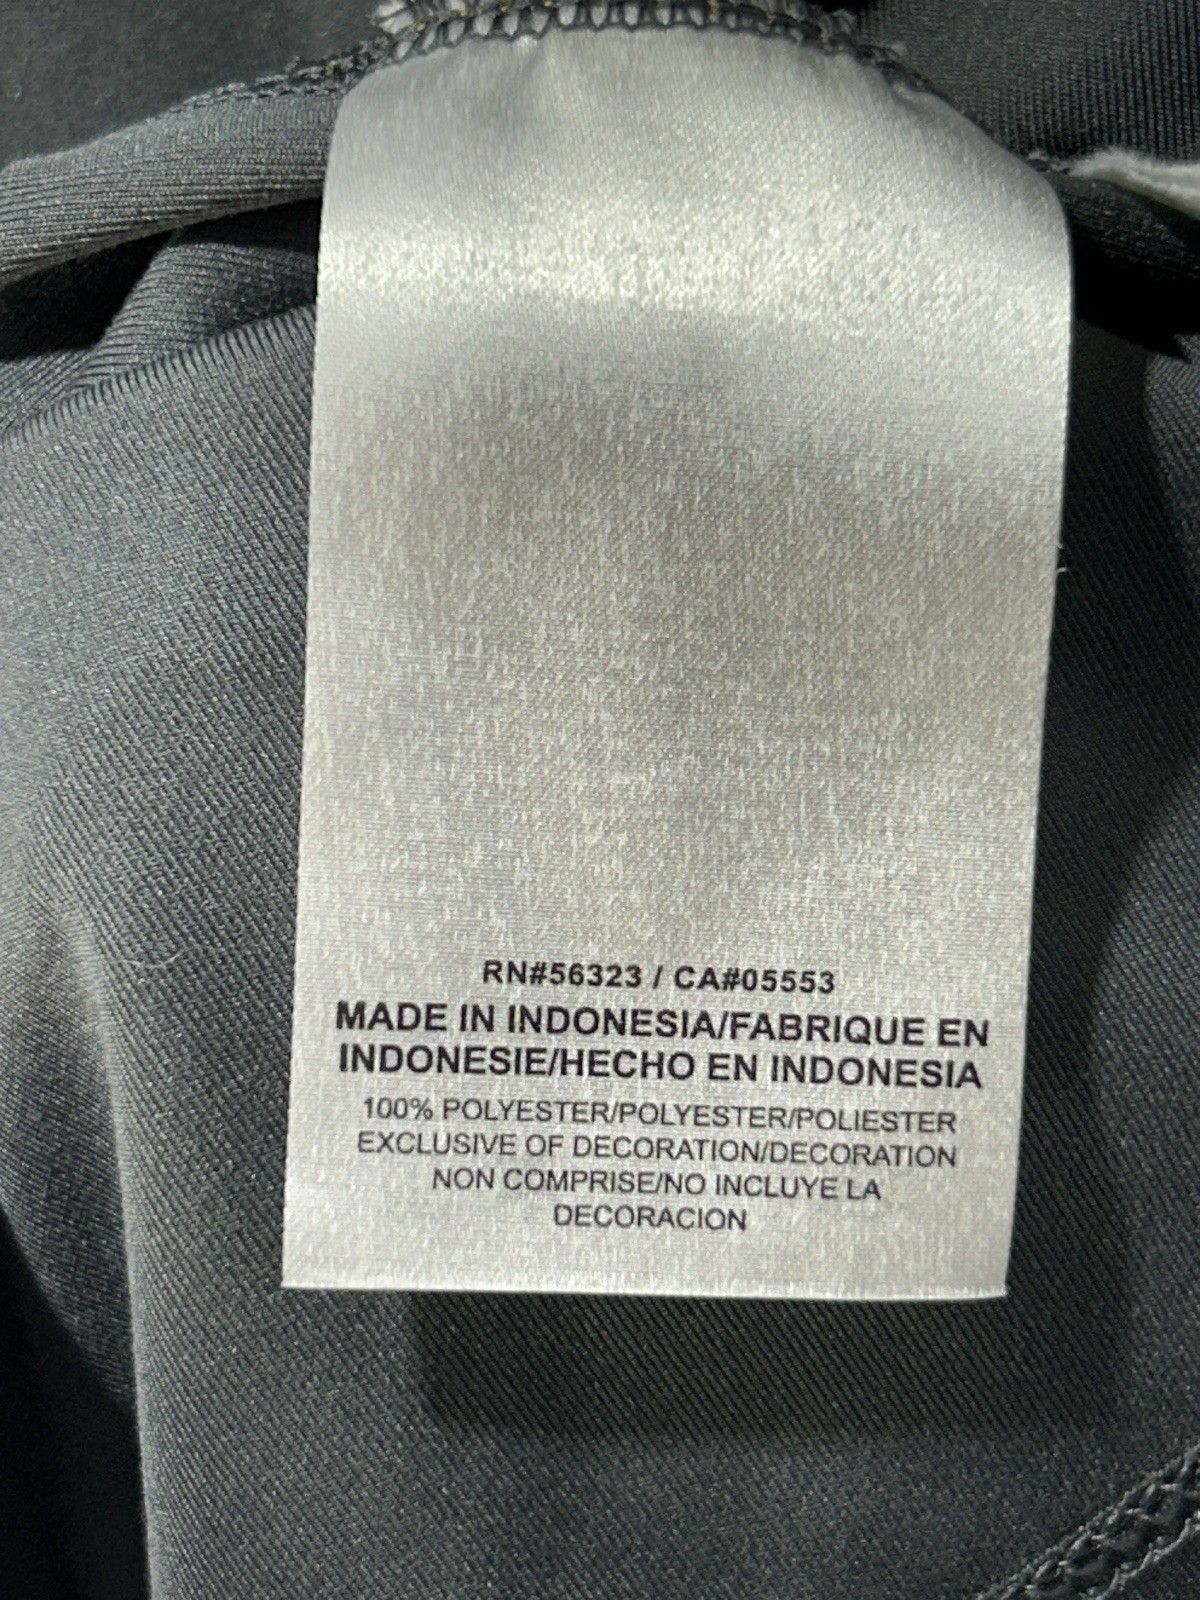 RN#56323 / CA#05553
MADE IN INDONESIA/FABRIQUE EN
INDONESIE/HECHO EN INDONESIA
100% POLYESTER/POLYESTER/POLIESTER
EXCLUSIVE OF DECORATION/DECORATION
NON COMPRISE/NO INCLUYE LA
DECORACION